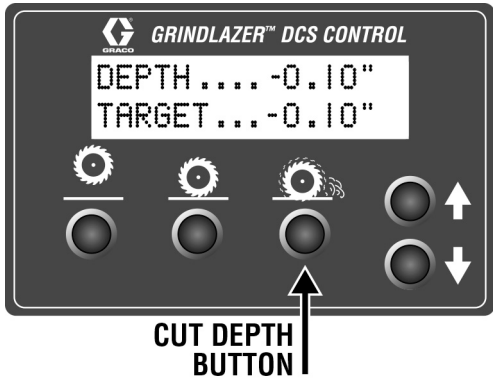 GRACO
GRINDLAZER™ DCS CONTROL
DEPTH....-0.10"
TARGET...-0.10"
CUT DEPTH
BUTTON